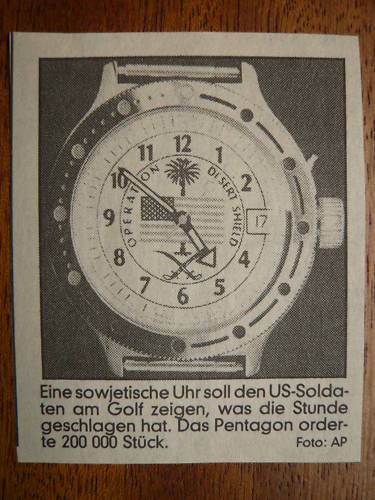 11 12 1
10 2
9 17
8 4
7 6 5
OPERATION DESERT SHIELD
Eine sowjetische Uhr soll den US-Solda-
ten am Golf zeigen, was die Stunde
geschlagen hat. Das Pentagon order-
te 200 000 Stück. Foto: AP